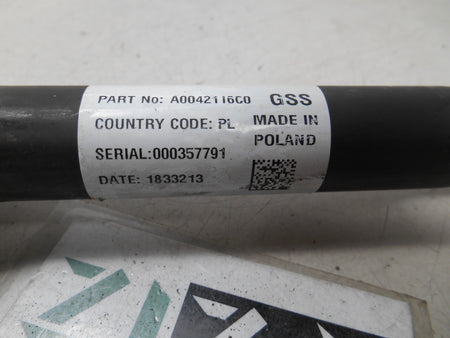 PART No: A0042116C0 GSS
COUNTRY CODE: PL MADE IN
POLAND
SERIAL:000357791
DATE: 1833213